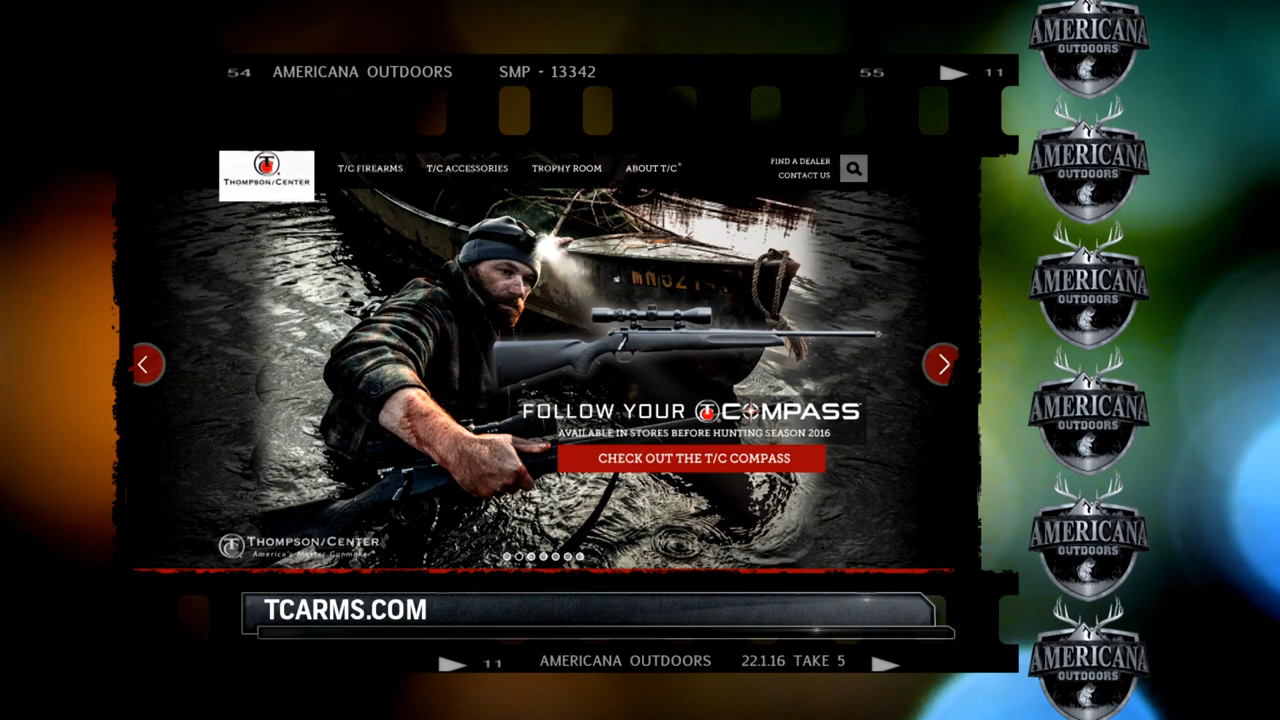 54 AMERICANA OUTDOORS SMP - 13342 55 11
THOMPSON/CENTER
T/C FIREARMS T/C ACCESSORIES TROPHY ROOM ABOUT T/C®
FIND A DEALER
CONTACT US
FOLLOW YOUR T/C COMPASS
AVAILABLE IN STORES BEFORE HUNTING SEASON 2016
CHECK OUT THE T/C COMPASS
THOMPSON/CENTER
America's Master Gunmaker
TCARMS.COM
11 AMERICANA OUTDOORS 22.1.16 TAKE 5
AMERICANA
OUTDOORS
AMERICANA
OUTDOORS
AMERICANA
OUTDOORS
AMERICANA
OUTDOORS
AMERICANA
OUTDOORS
AMERICANA
OUTDOORS